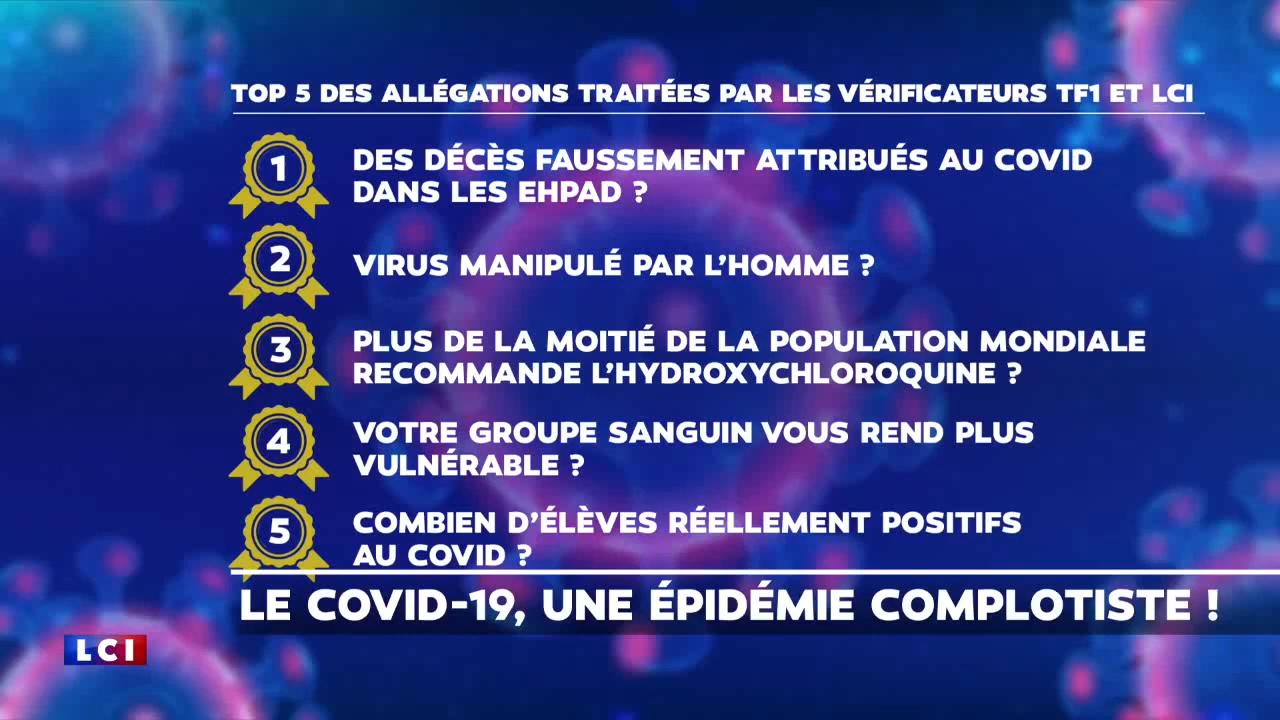 TOP 5 DES ALLÉGATIONS TRAITÉES PAR LES VÉRIFICATEURS TF1 ET LCI
1
DES DÉCÈS FAUSSEMENT ATTRIBUÉS AU COVID
DANS LES EHPAD ?
2
VIRUS MANIPULÉ PAR L'HOMME ?
3
PLUS DE LA MOITIÉ DE LA POPULATION MONDIALE
RECOMMANDE L'HYDROXYCHLOROQUINE ?
4
VOTRE GROUPE SANGUIN VOUS REND PLUS
VULNÉRABLE ?
5
COMBIEN D'ÉLÈVES RÉELLEMENT POSITIFS
AU COVID ?
LE COVID-19, UNE ÉPIDÉMIE COMPLOTISTE !
LCI